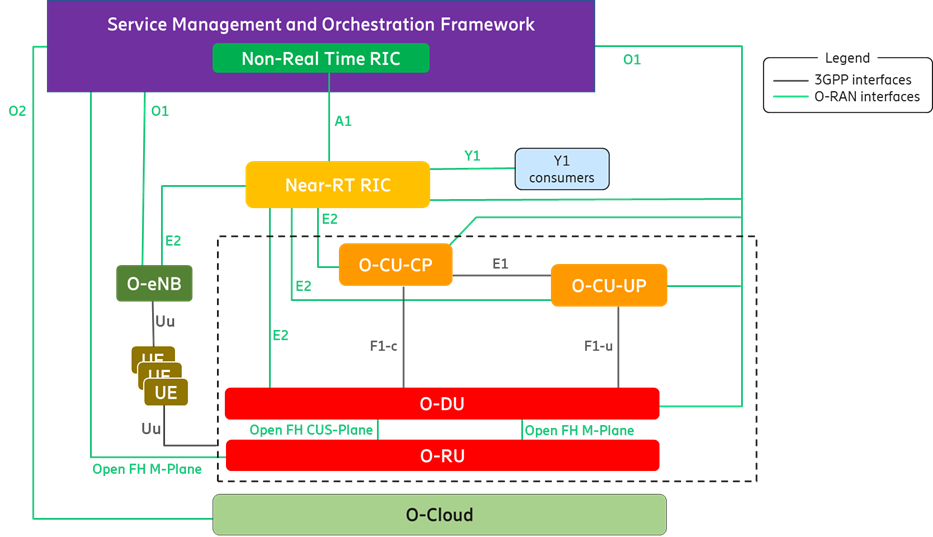 Service Management and Orchestration Framework
Non-Real Time RIC
Legend
3GPP interfaces
O-RAN interfaces
O2
O1
O1
A1
Y1
Y1
consumers
Near-RT RIC
E2
E2
O-CU-CP
E1
O-eNB
E2
O-CU-UP
Uu
E2
F1-c
F1-u
UE
UE
UE
O-DU
Uu
Open FH CUS-Plane
Open FH M-Plane
O-RU
Open FH M-Plane
O-Cloud